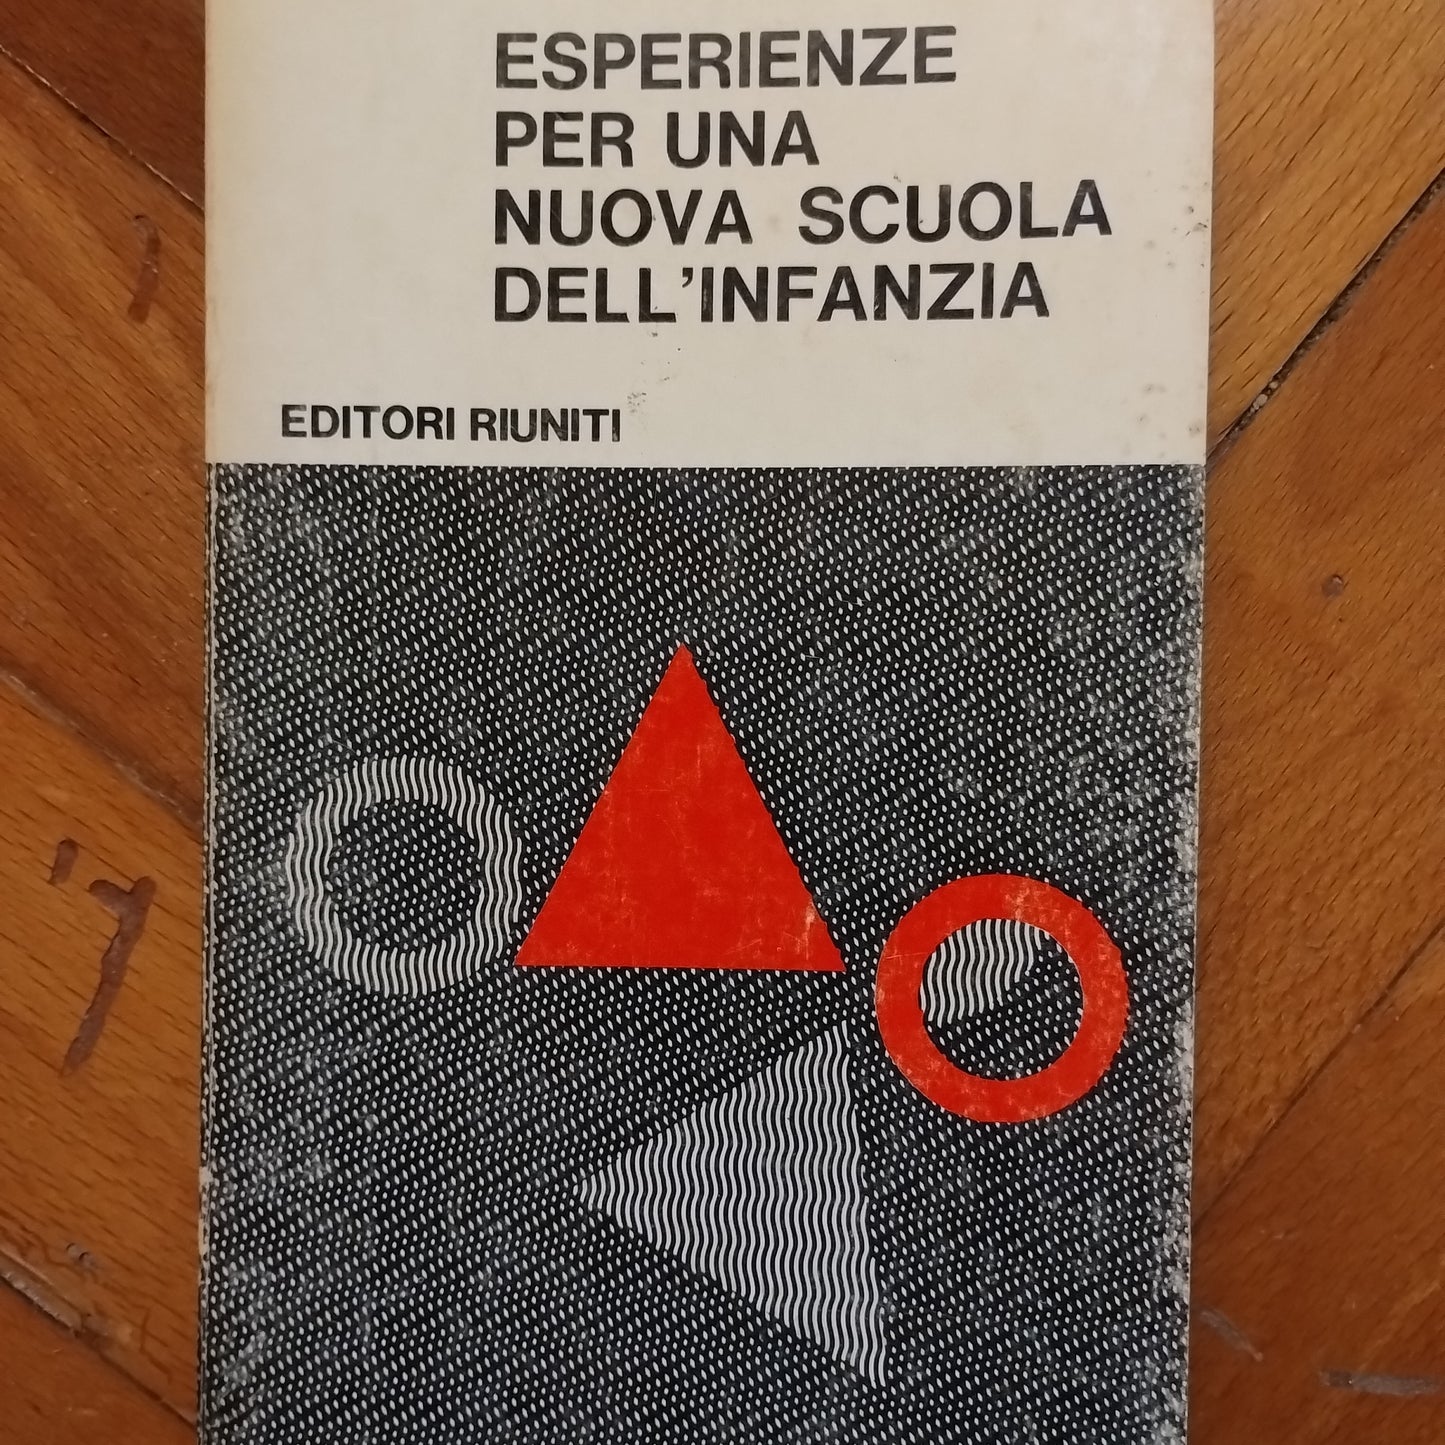 ESPERIENZE
PER UNA
NUOVA SCUOLA
DELL'INFANZIA
EDITORI RIUNITI